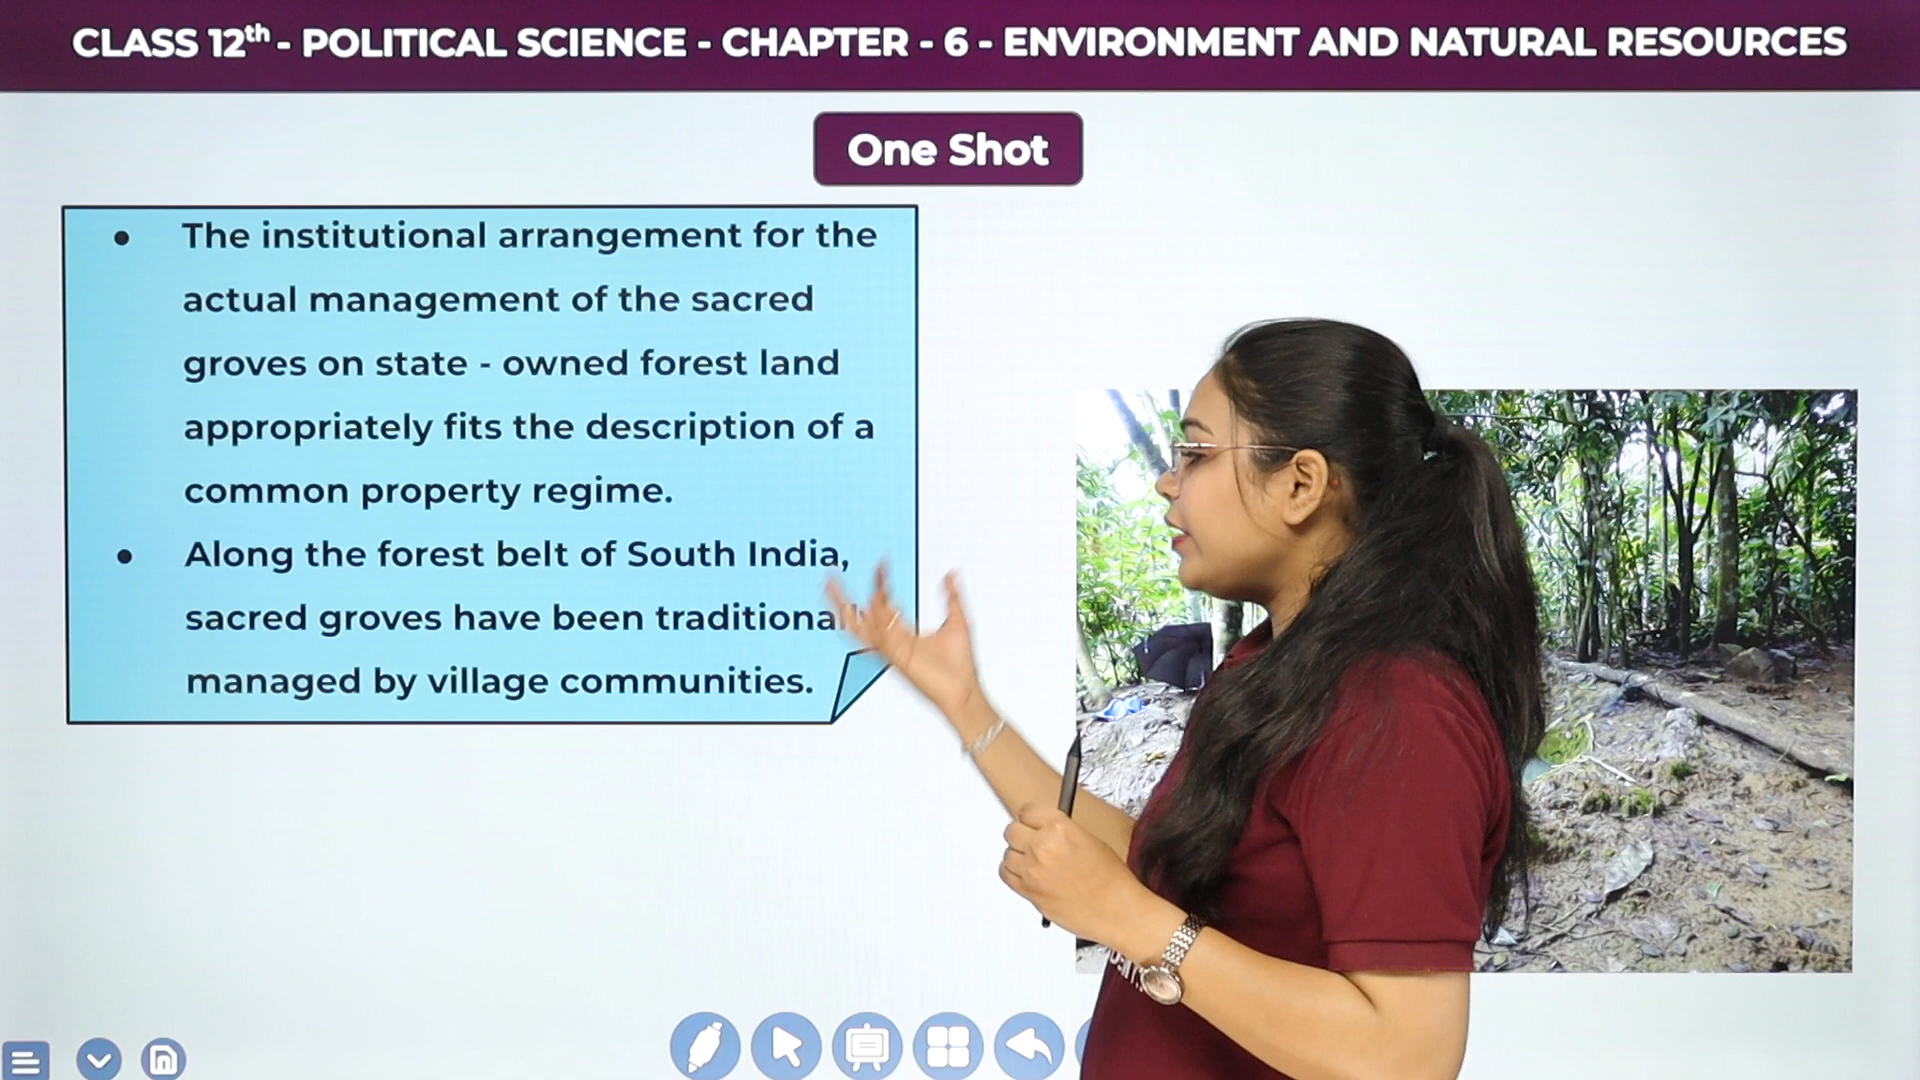 CLASS 12th - POLITICAL SCIENCE - CHAPTER - 6 - ENVIRONMENT AND NATURAL RESOURCES
One Shot
• The institutional arrangement for the
actual management of the sacred
groves on state - owned forest land
appropriately fits the description of a
common property regime.
• Along the forest belt of South India,
sacred groves have been
managed by village communities.